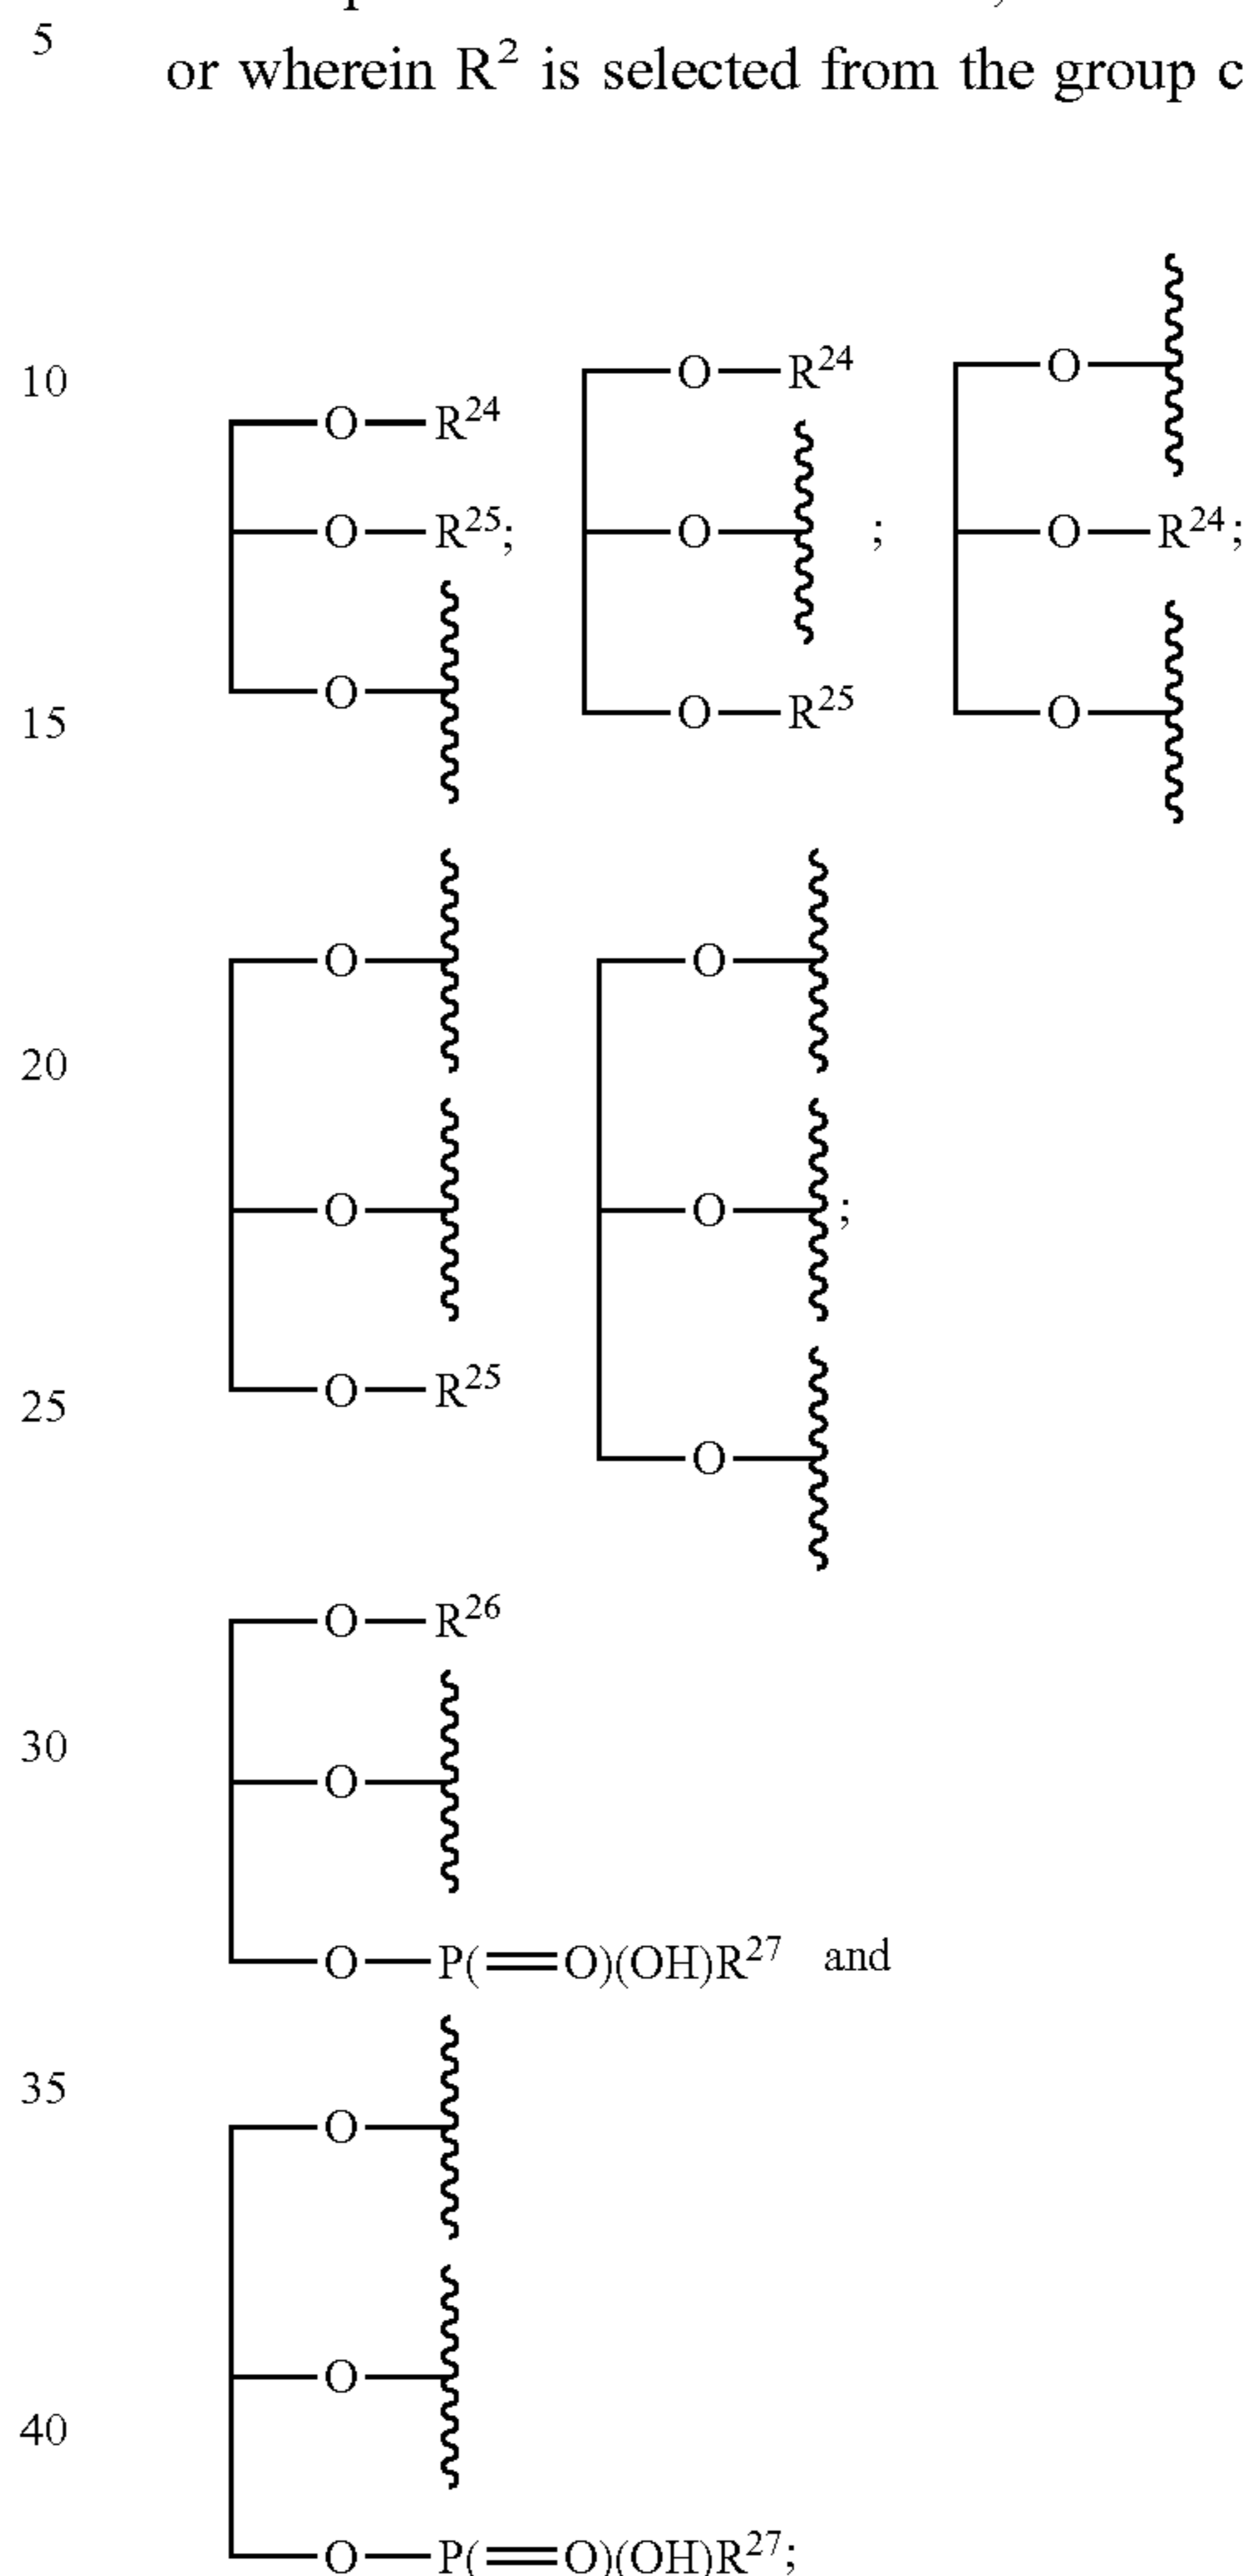 5
or wherein R² is selected from the group c
10
O—R²⁴
O—R²⁵;
O
O—R²⁴
O ;
O—R²⁵
O
O—R²⁴;
O
15
O
O
O—R²⁵
O
O ;
O
20
25
O—R²⁶
O
O—P(=O)(OH)R²⁷ and
30
35
O
O
O—P(=O)(OH)R²⁷;
40